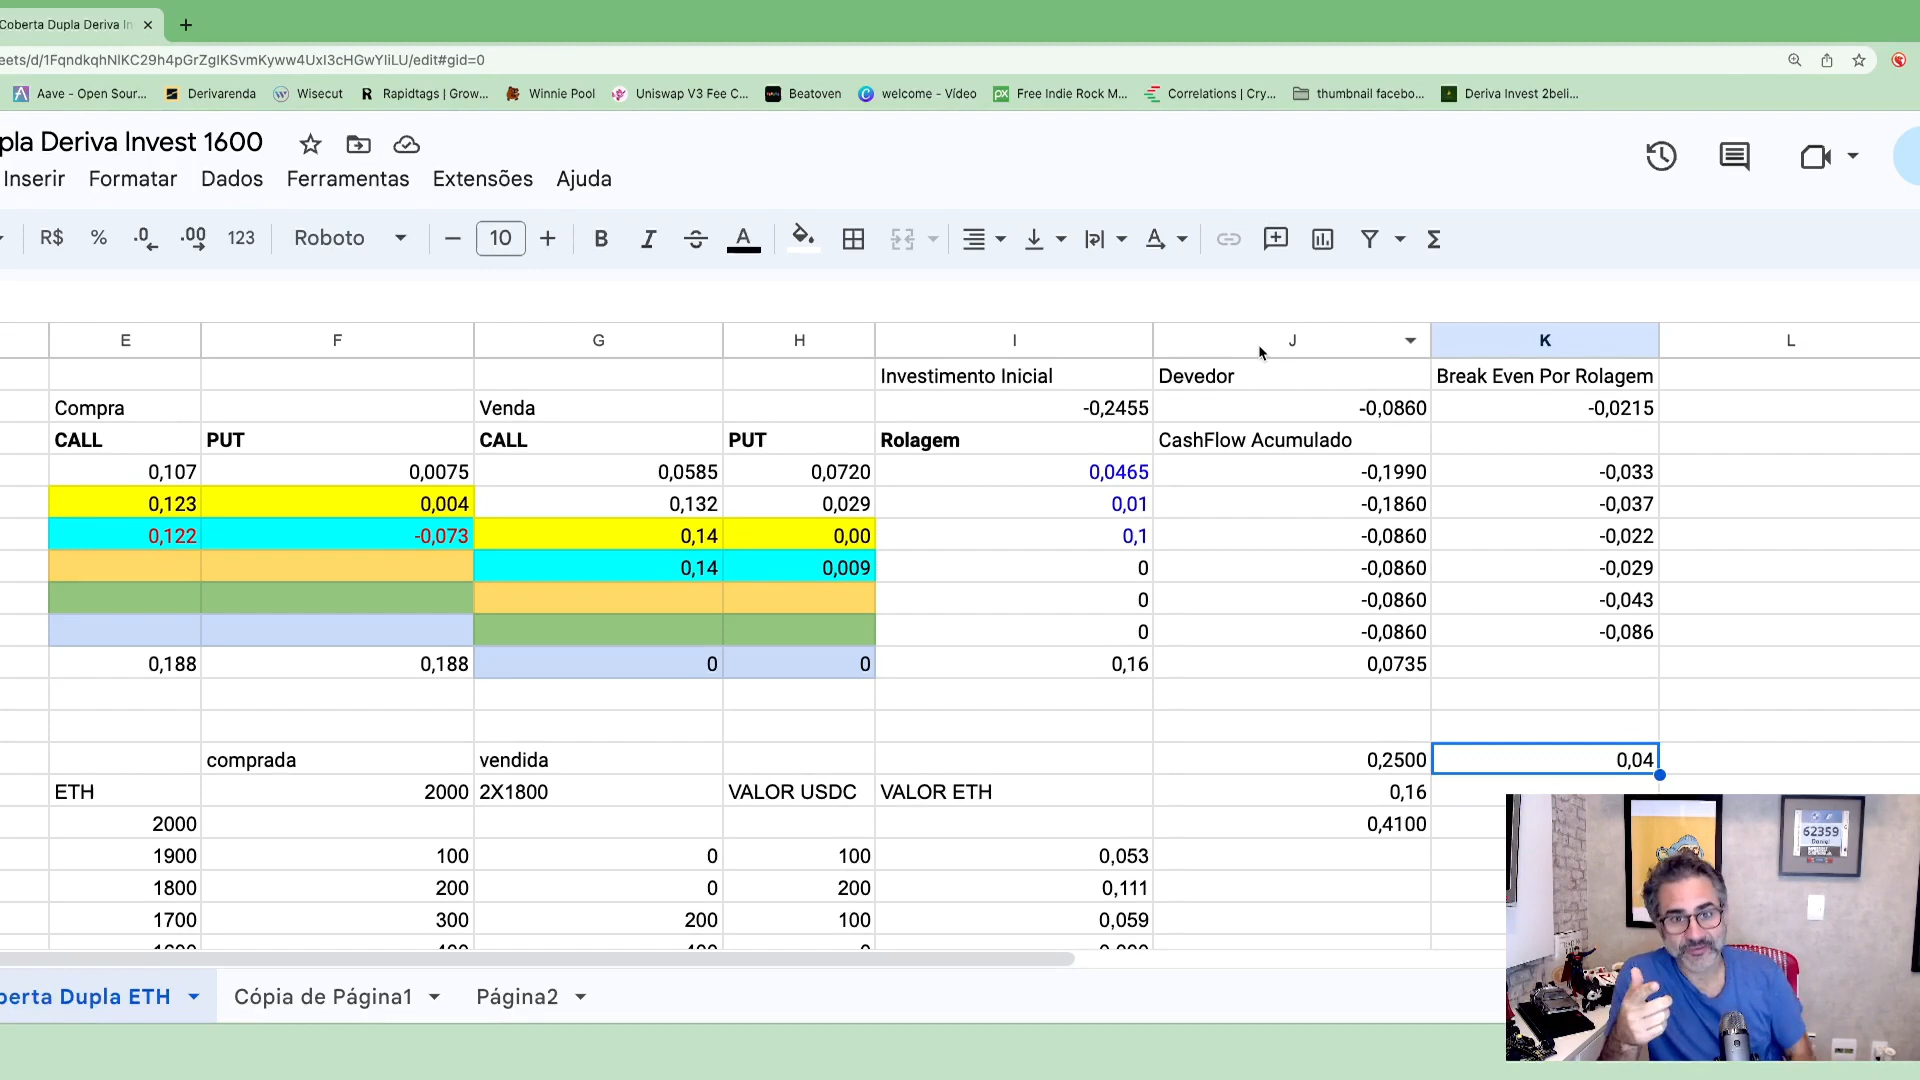 Coberta Dupla Deriva In
eets/d/1FqndkqhNlKC29h4pGrZglKSvmKyww4UxI3cHGwYliLU/edit#gid=0
Aave - Open Sour... Derivarenda Wisecut Rapidtags | Grow... Winnie Pool Uniswap V3 Fee C... Beatoven welcome - Vídeo Free Indie Rock M... Correlations | Cry... thumbnail facebo... Deriva Invest 2beli...
pla Deriva Invest 1600
Inserir Formatar Dados Ferramentas Extensões Ajuda
R$ % .0 .00 123 Roboto 10 B I S A
E F G H I J K L
Investimento Inicial Devedor Break Even Por Rolagem
Compra Venda -0,2455 -0,0860 -0,0215
CALL PUT CALL PUT Rolagem CashFlow Acumulado
0,107 0,0075 0,0585 0,0720 0,0465 -0,1990 -0,033
0,123 0,004 0,132 0,029 0,01 -0,1860 -0,037
0,122 -0,073 0,14 0,00 0,1 -0,0860 -0,022
0,14 0,009 0 -0,0860 -0,029
0 -0,0860 -0,043
0 -0,0860 -0,086
0,188 0,188 0 0 0,16 0,0735
comprada vendida 0,2500 0,04
ETH 2000 2X1800 VALOR USDC VALOR ETH 0,16
2000 0,4100
1900 100 0 100 0,053
1800 200 0 200 0,111
1700 300 200 100 0,059
62359
Daniel
berta Dupla ETH Cópia de Página1 Página2